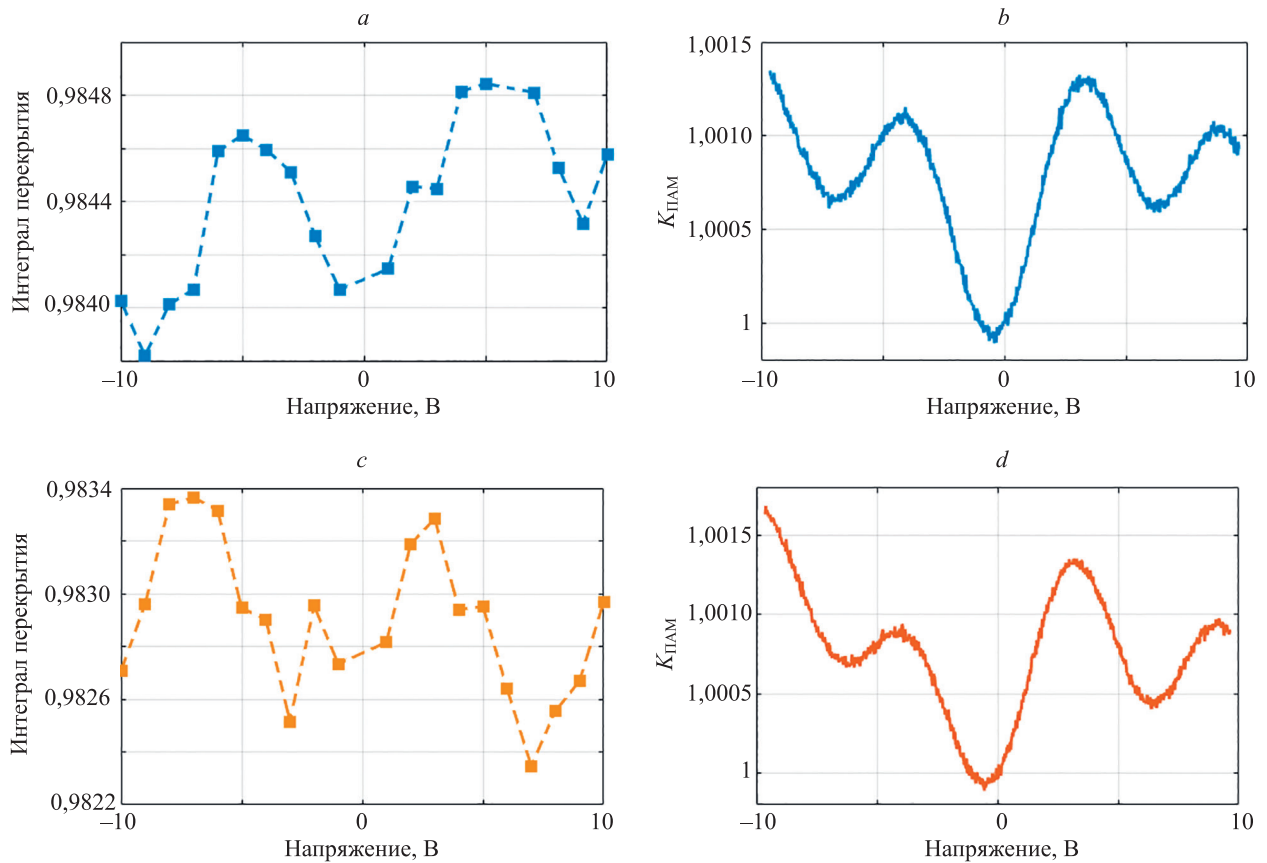 a
Интеграл перекрытия
0,9848
0,9844
0,9840
–10
0
10
Напряжение, В
b
K ПАМ
1,0015
1,0010
1,0005
1
–10
0
10
Напряжение, В
c
Интеграл перекрытия
0,9834
0,9830
0,9826
0,9822
–10
0
10
Напряжение, В
d
K ПАМ
1,0015
1,0010
1,0005
1
–10
0
10
Напряжение, В